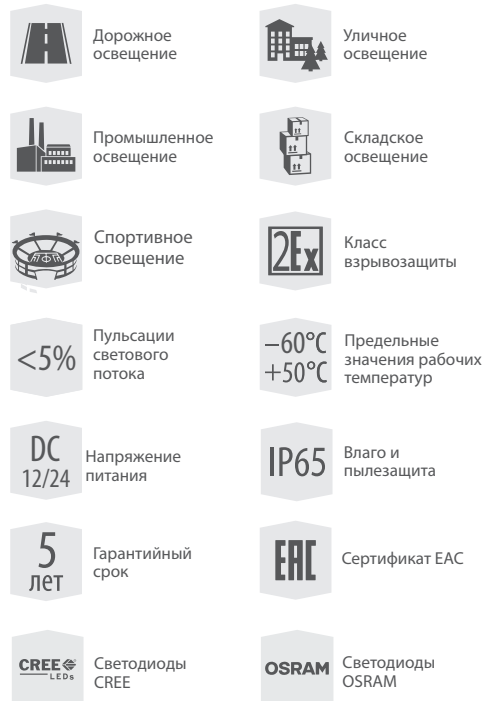 Дорожное
освещение
Уличное
освещение
Промышленное
освещение
Складское
освещение
Спортивное
освещение
2Ex
Класс
взрывозащиты
<5%
Пульсации
светового
потока
−60°C
+50°C
Предельные
значения рабочих
температур
DC
12/24
Напряжение
питания
IP65
Влаго и
пылезащита
5
лет
Гарантийный
срок
ЕАС
Сертификат ЕАС
CREE
LEDs
Светодиоды
CREE
OSRAM
Светодиоды
OSRAM